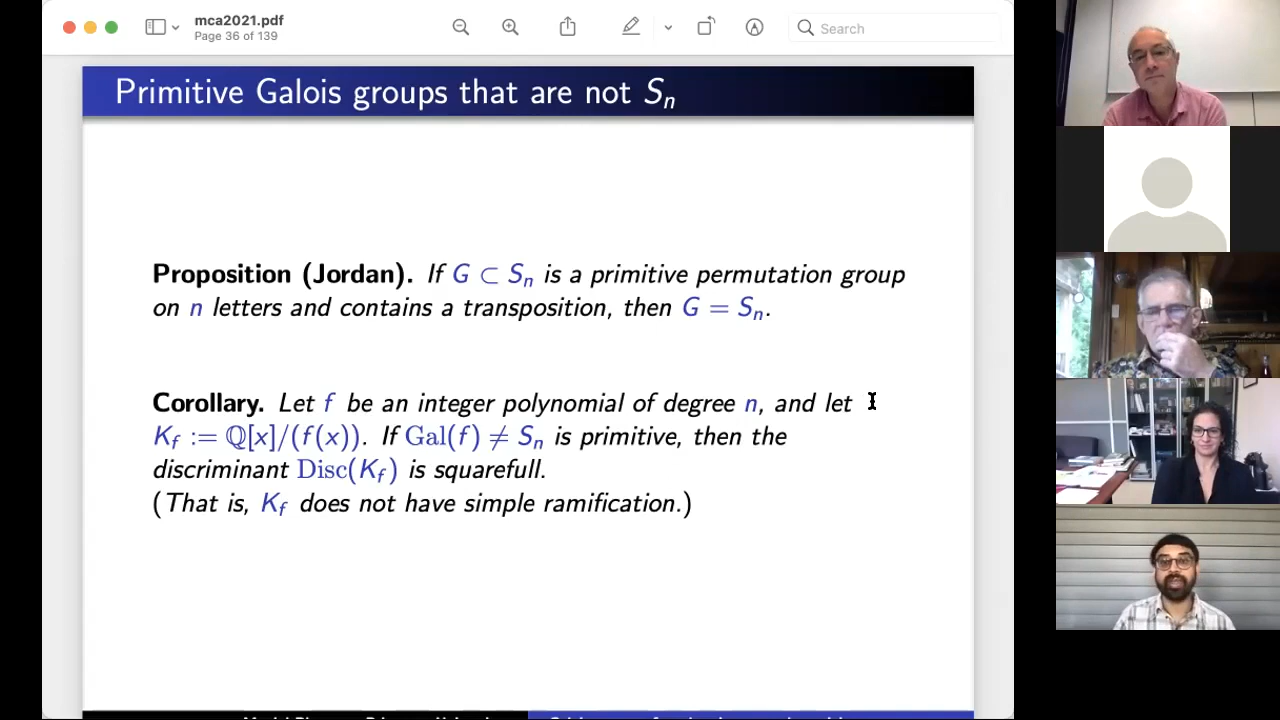 mca2021.pdf
Page 36 of 139
Search
Primitive Galois groups that are not Sₙ
Proposition (Jordan). If G ⊂ Sₙ is a primitive permutation group
on n letters and contains a transposition, then G = Sₙ.
Corollary. Let f be an integer polynomial of degree n, and let
K_f := ℚ[x]/(f(x)). If Gal(f) ≠ Sₙ is primitive, then the
discriminant Disc(K_f) is squarefull.
(That is, K_f does not have simple ramification.)